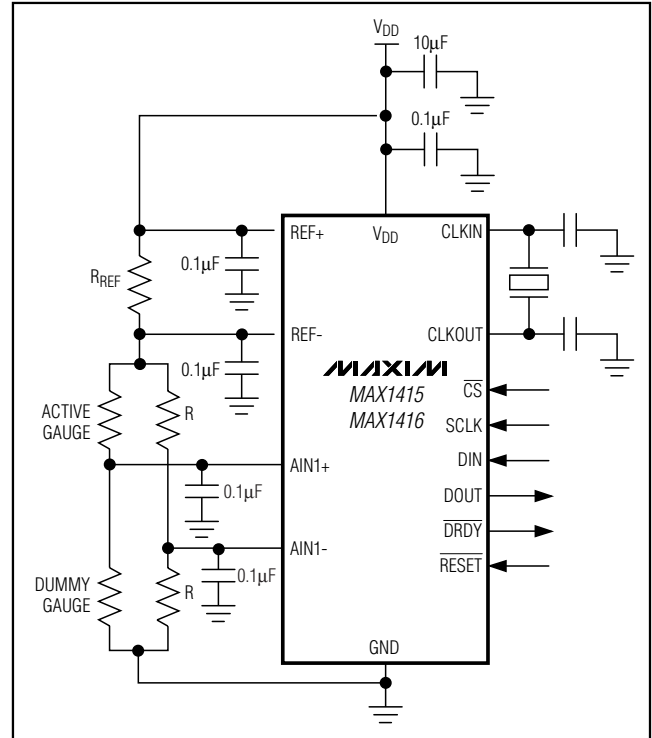 VDD
10µF
0.1µF
REF+
VDD
CLKIN
0.1µF
RREF
REF-
CLKOUT
0.1µF
MAXIM
MAX1415
MAX1416
CS
ACTIVE
GAUGE
R
SCLK
AIN1+
DIN
0.1µF
DOUT
DRDY
AIN1-
RESET
0.1µF
DUMMY
GAUGE
R
GND